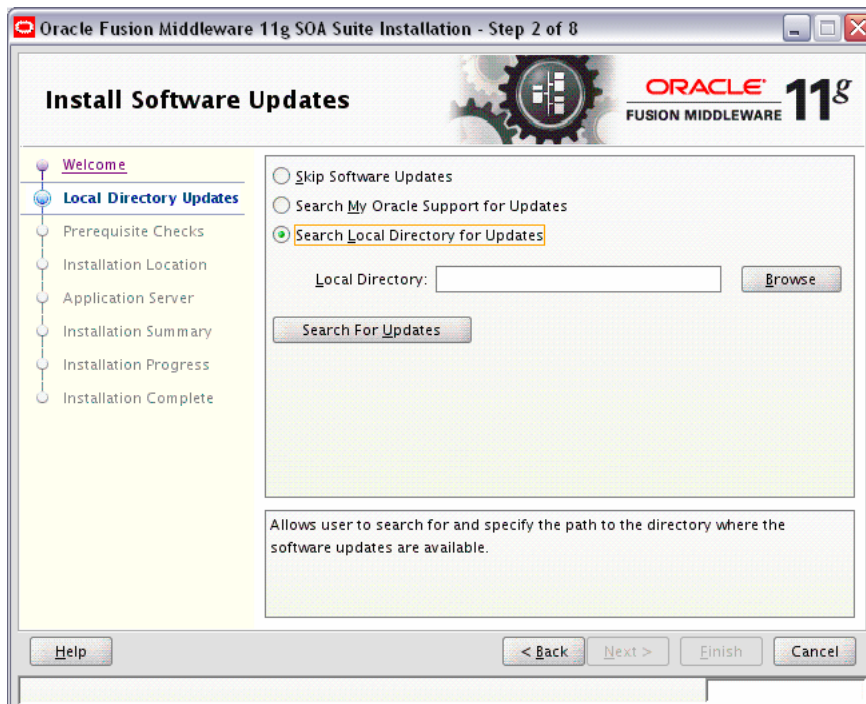 Oracle Fusion Middleware 11g SOA Suite Installation - Step 2 of 8
Install Software Updates
ORACLE
FUSION MIDDLEWARE 11g
Welcome
Local Directory Updates
Prerequisite Checks
Installation Location
Application Server
Installation Summary
Installation Progress
Installation Complete
Skip Software Updates
Search My Oracle Support for Updates
Search Local Directory for Updates
Local Directory:
Browse
Search For Updates
Allows user to search for and specify the path to the directory where the
software updates are available.
Help
< Back
Next >
Finish
Cancel